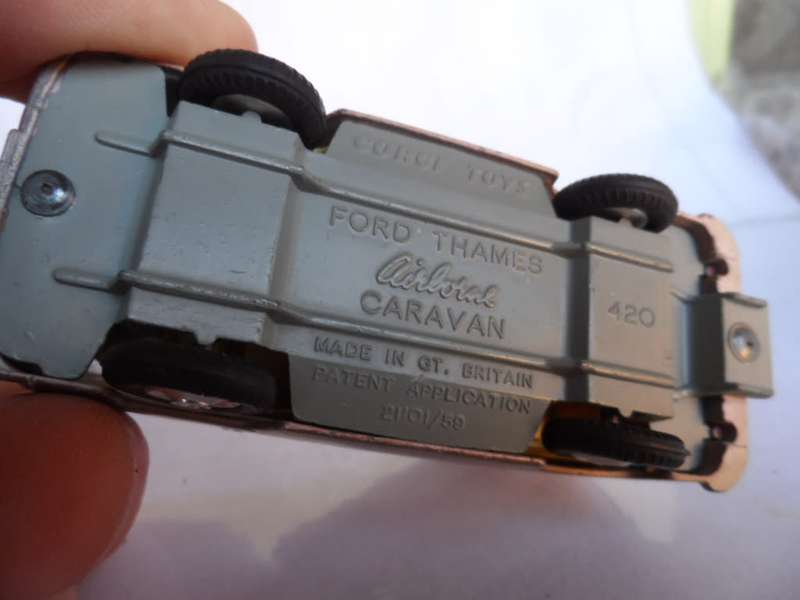 CORGI TOYS
FORD THAMES
Airborne
CARAVAN
420
MADE IN GT. BRITAIN
PATENT APPLICATION
21101/59